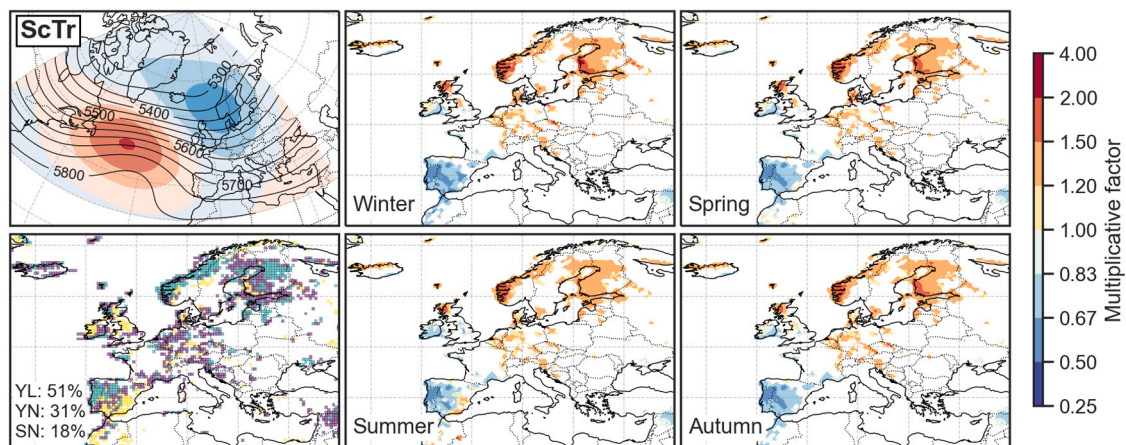 ScTr
5300
5500
5400
5600
5800
5700
Winter
Spring
YL: 51%
YN: 31%
SN: 18%
Summer
Autumn
4.00
2.00
1.50
1.20
1.00
0.83
0.67
0.50
0.25
Multiplicative factor